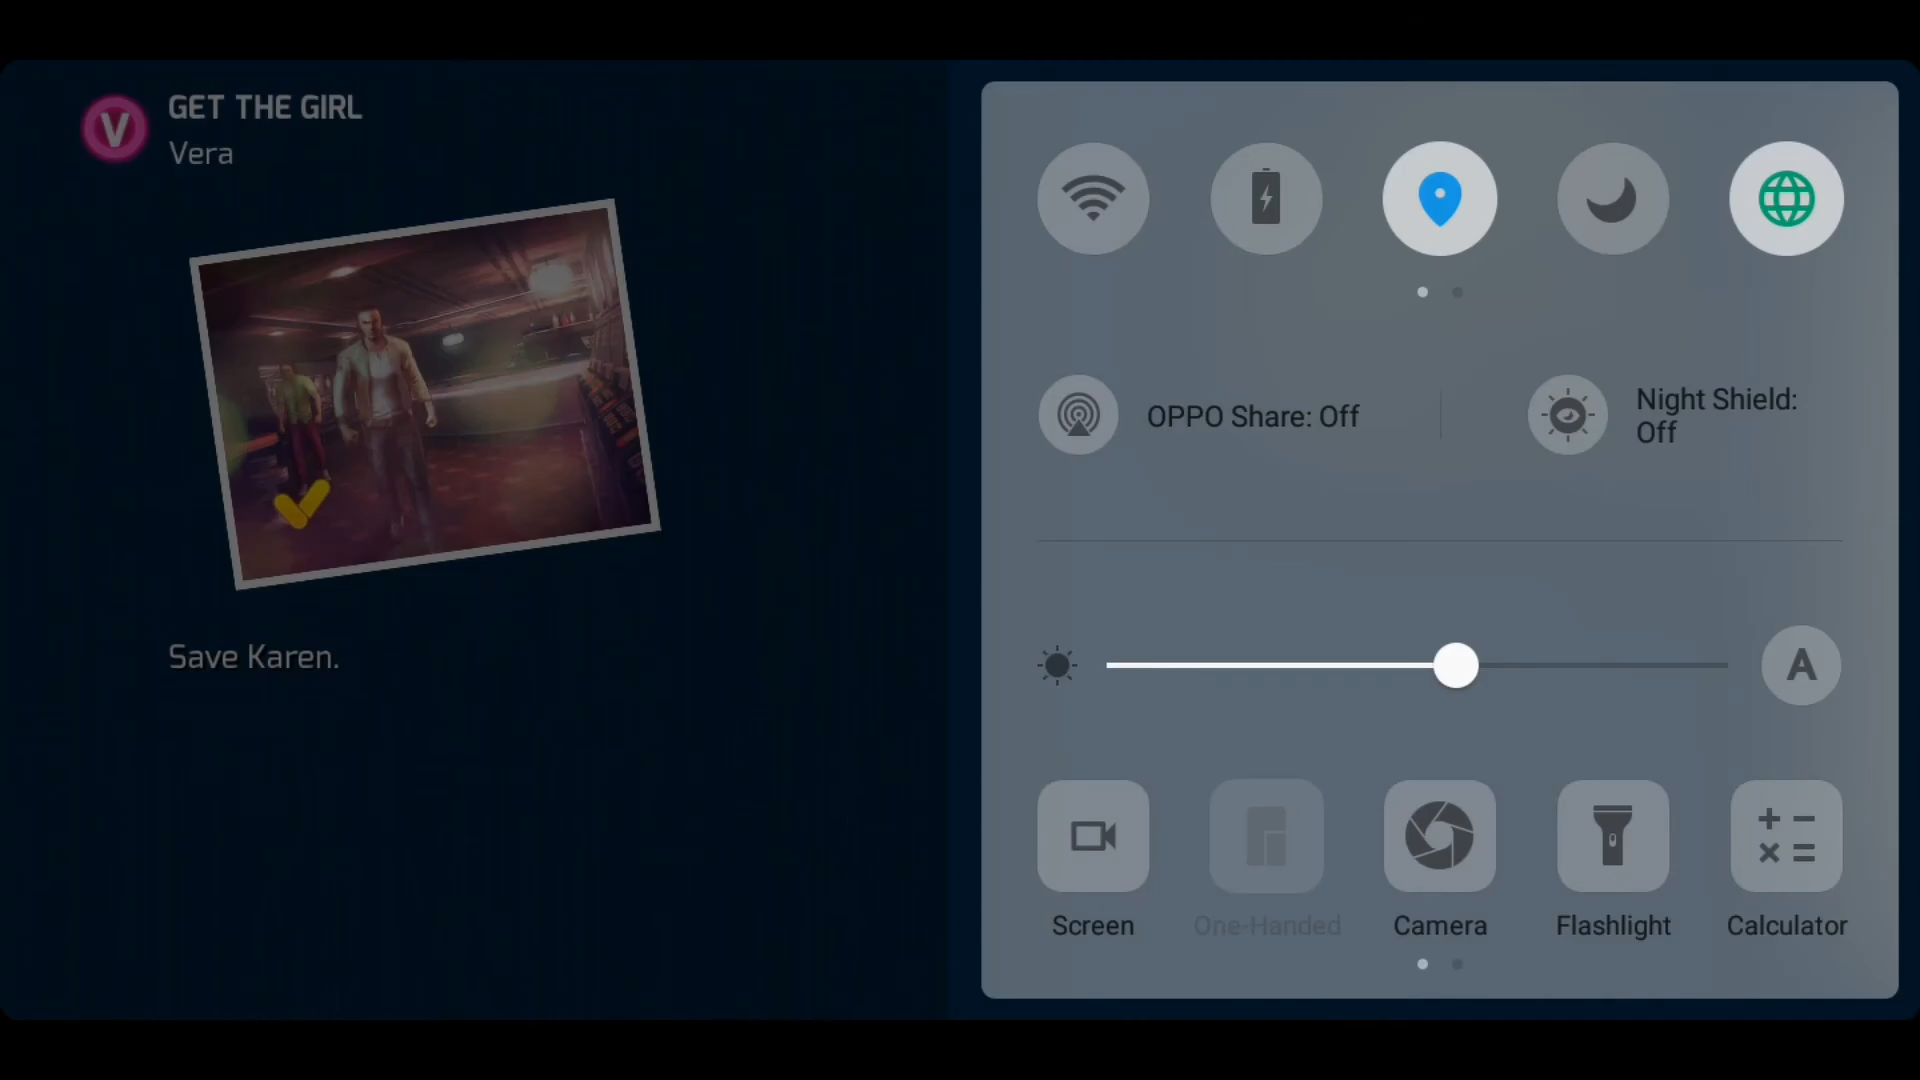 V
GET THE GIRL
Vera
Save Karen.
OPPO Share: Off
Night Shield:
Off
A
Screen
One-Handed
Camera
Flashlight
Calculator